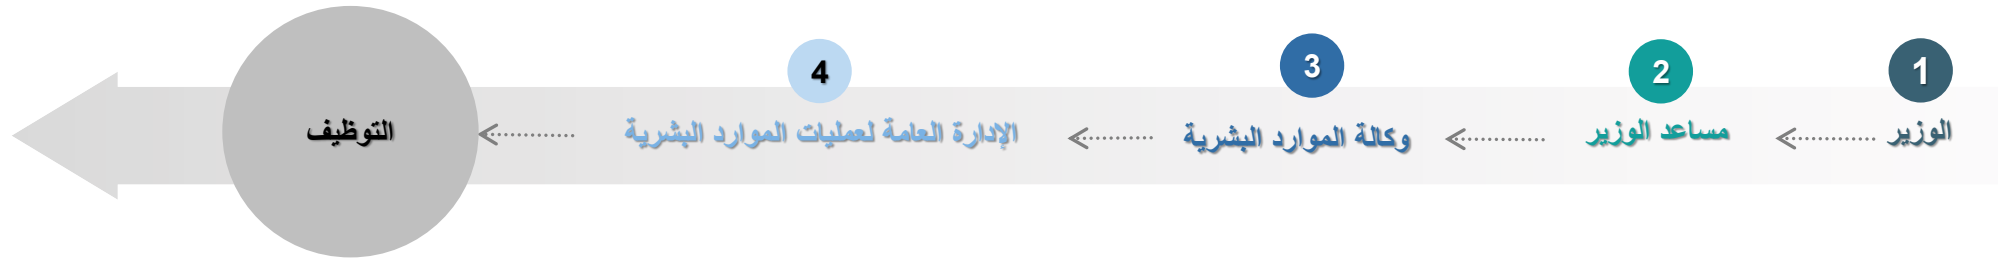 1
الوزير
2
مساعد الوزير
3
وكالة الموارد البشرية
4
الإدارة العامة لعمليات الموارد البشرية
التوظيف